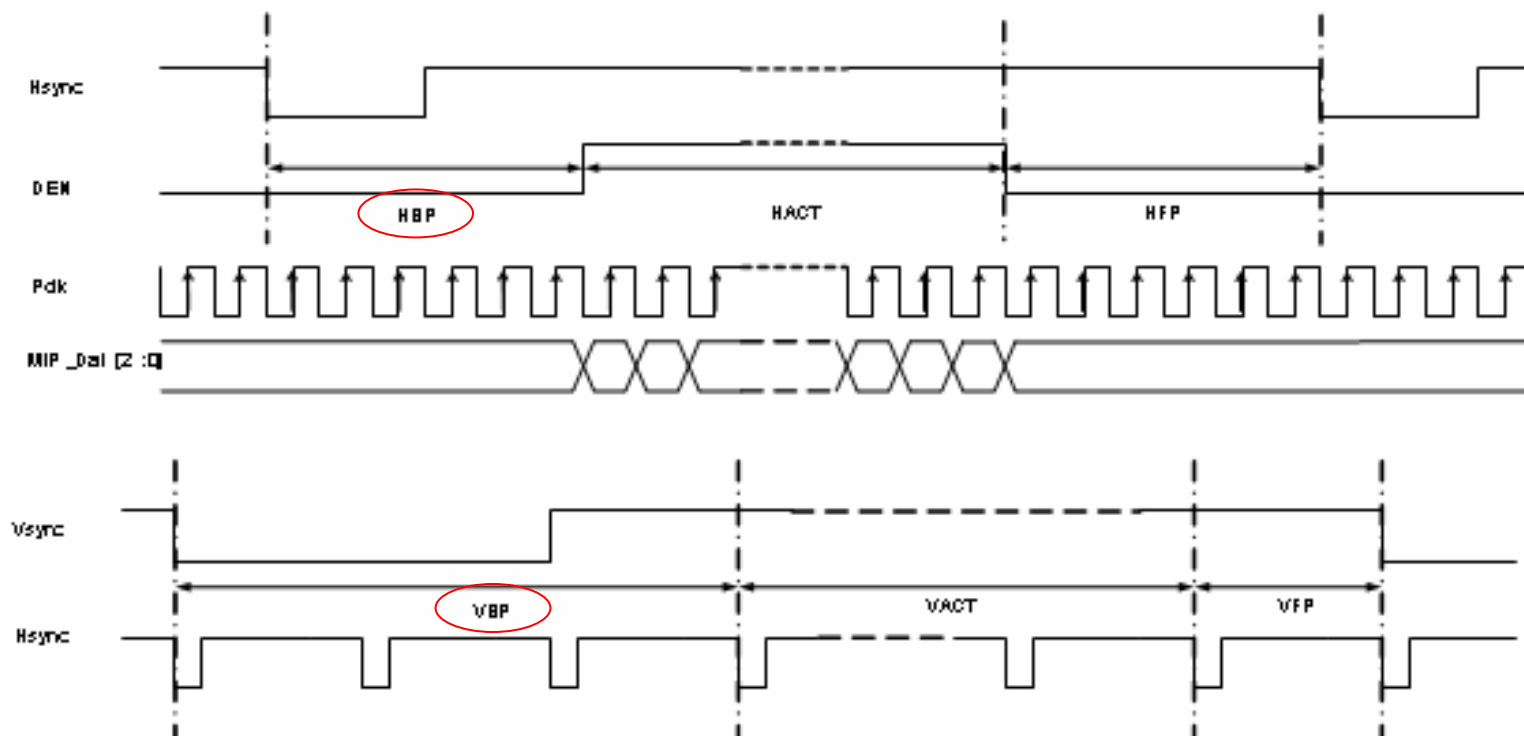 Hsync
DEN
HBP HACT HFP
Pclk
Vsync
VBP VACT VFP
Hsync